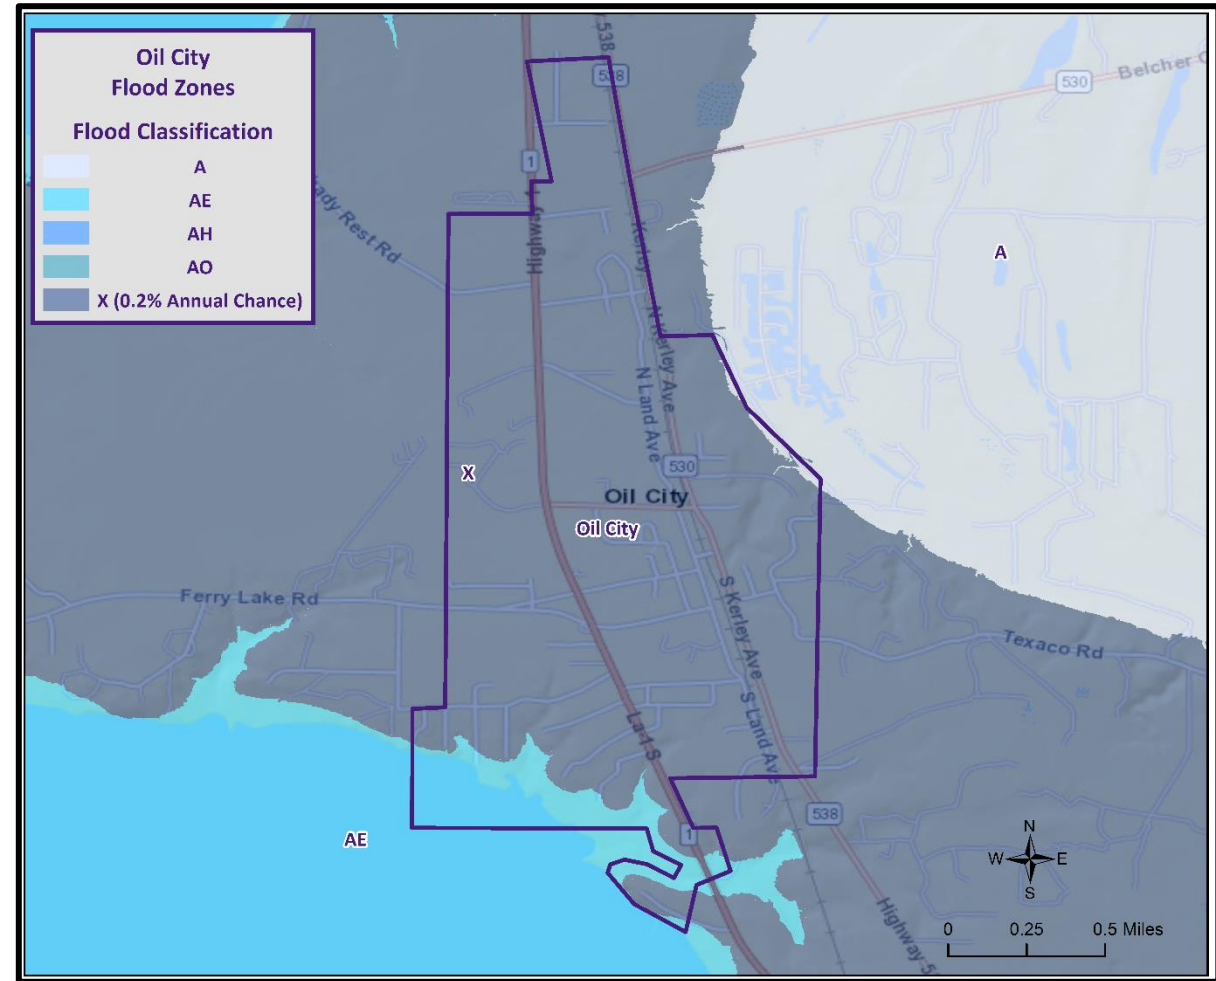 Oil City
Flood Zones
Flood Classification
A
AE
AH
AO
X (0.2% Annual Chance)
538
538
530
Belcher
1
Highway 1
Rest Rd
Kerley
A
N Kerley Ave
N Land Ave
530
X
Oil City
Oil City
Ferry Lake Rd
S Kerley Ave
Texaco Rd
S Land Ave
La-1 S
538
1
AE
Highway
N
W
E
S
0
0.25
0.5 Miles